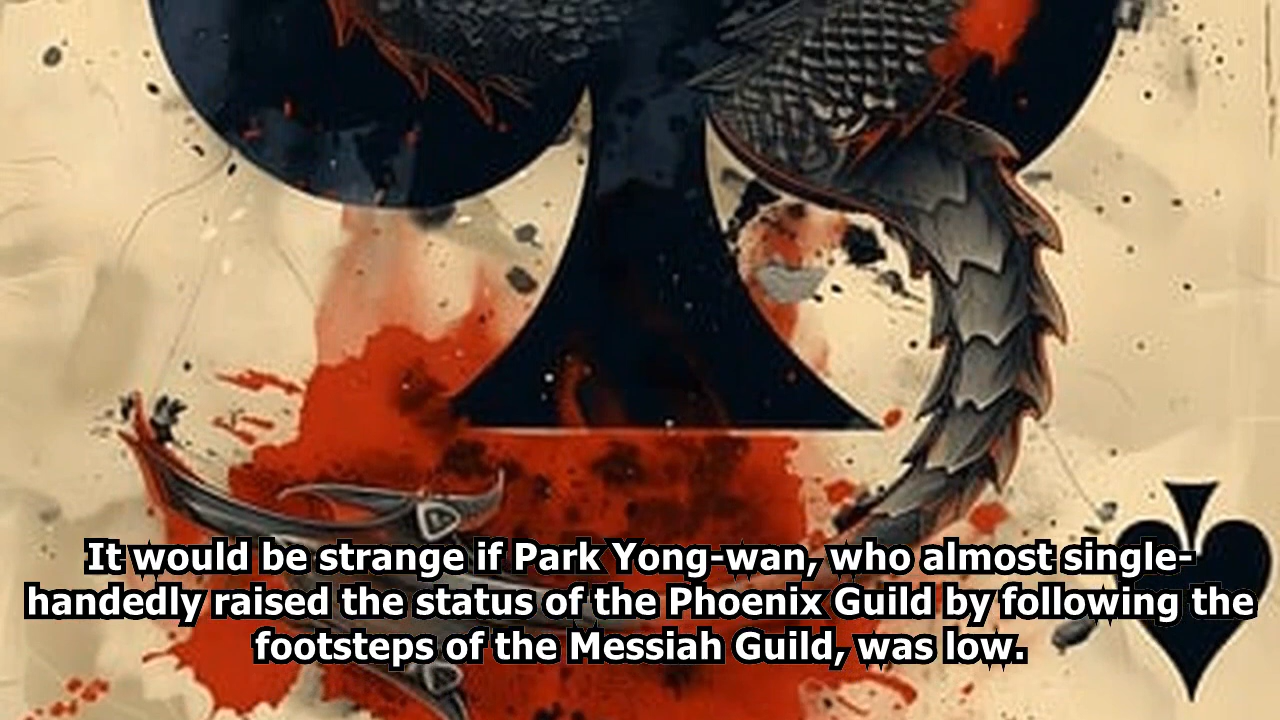 It would be strange if Park Yong-wan, who almost single-
handedly raised the status of the Phoenix Guild by following the
footsteps of the Messiah Guild, was low.